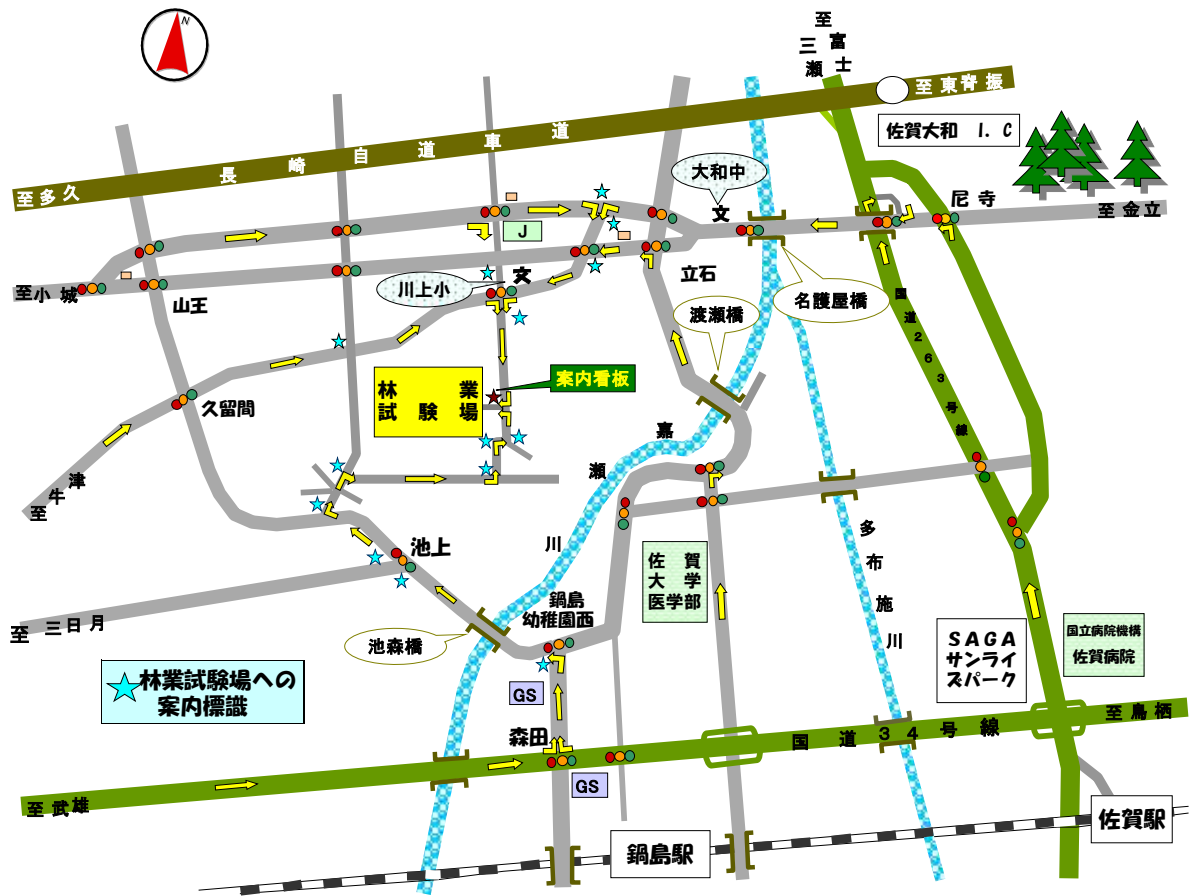 N
至富士
三瀬
至東脊振
佐賀大和 I. C
長崎自動車道
至多久
大和中
文
尼寺
至金立
J
立石
名護屋橋
至小城
山王
川上小
文
渡瀬橋
国道263号線
林業
試験場
案内看板
久留間
嘉瀬川
至牛津
池上
佐賀
大学
医学部
多布施川
鍋島
幼稚園西
至三日月
池森橋
SAGA
サンライ
ズパーク
国立病院機構
佐賀病院
林業試験場への
案内標識
GS
森田
国道34号線
至鳥栖
GS
至武雄
佐賀駅
鍋島駅